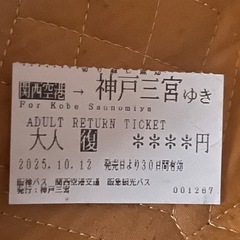 関西空港 → 神戸三宮ゆき
For Kobe Sannomiya
ADULT RETURN TICKET
大人 復 ****円
2025.10.12 発売日より30日間有効
阪神バス 関西空港交通 阪急観光バス
発行:神戸三宮 001267